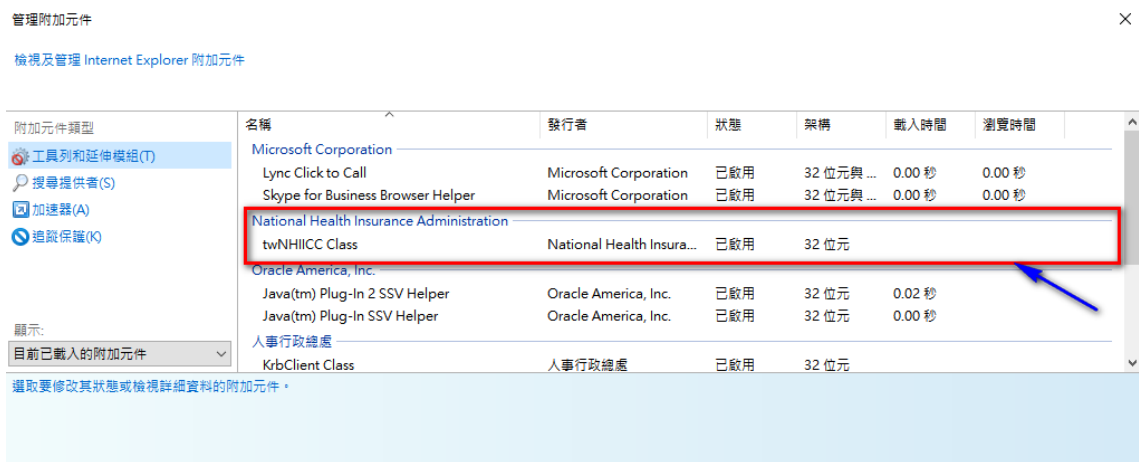 管理附加元件
檢視及管理 Internet Explorer 附加元件
附加元件類型
工具列和延伸模組(T)
搜尋提供者(S)
加速器(A)
追蹤保護(K)
顯示:
目前已載入的附加元件
名稱 發行者 狀態 架構 載入時間 瀏覽時間
Microsoft Corporation
Lync Click to Call Microsoft Corporation 已啟用 32 位元與 ... 0.00 秒 0.00 秒
Skype for Business Browser Helper Microsoft Corporation 已啟用 32 位元與 ... 0.00 秒 0.00 秒
National Health Insurance Administration
twNHIICC Class National Health Insura... 已啟用 32 位元
Oracle America, Inc.
Java(tm) Plug-In 2 SSV Helper Oracle America, Inc. 已啟用 32 位元 0.02 秒
Java(tm) Plug-In SSV Helper Oracle America, Inc. 已啟用 32 位元 0.00 秒
人事行政總處
KrbClient Class 人事行政總處 已啟用 32 位元
選取要修改其狀態或檢視詳細資料的附加元件。